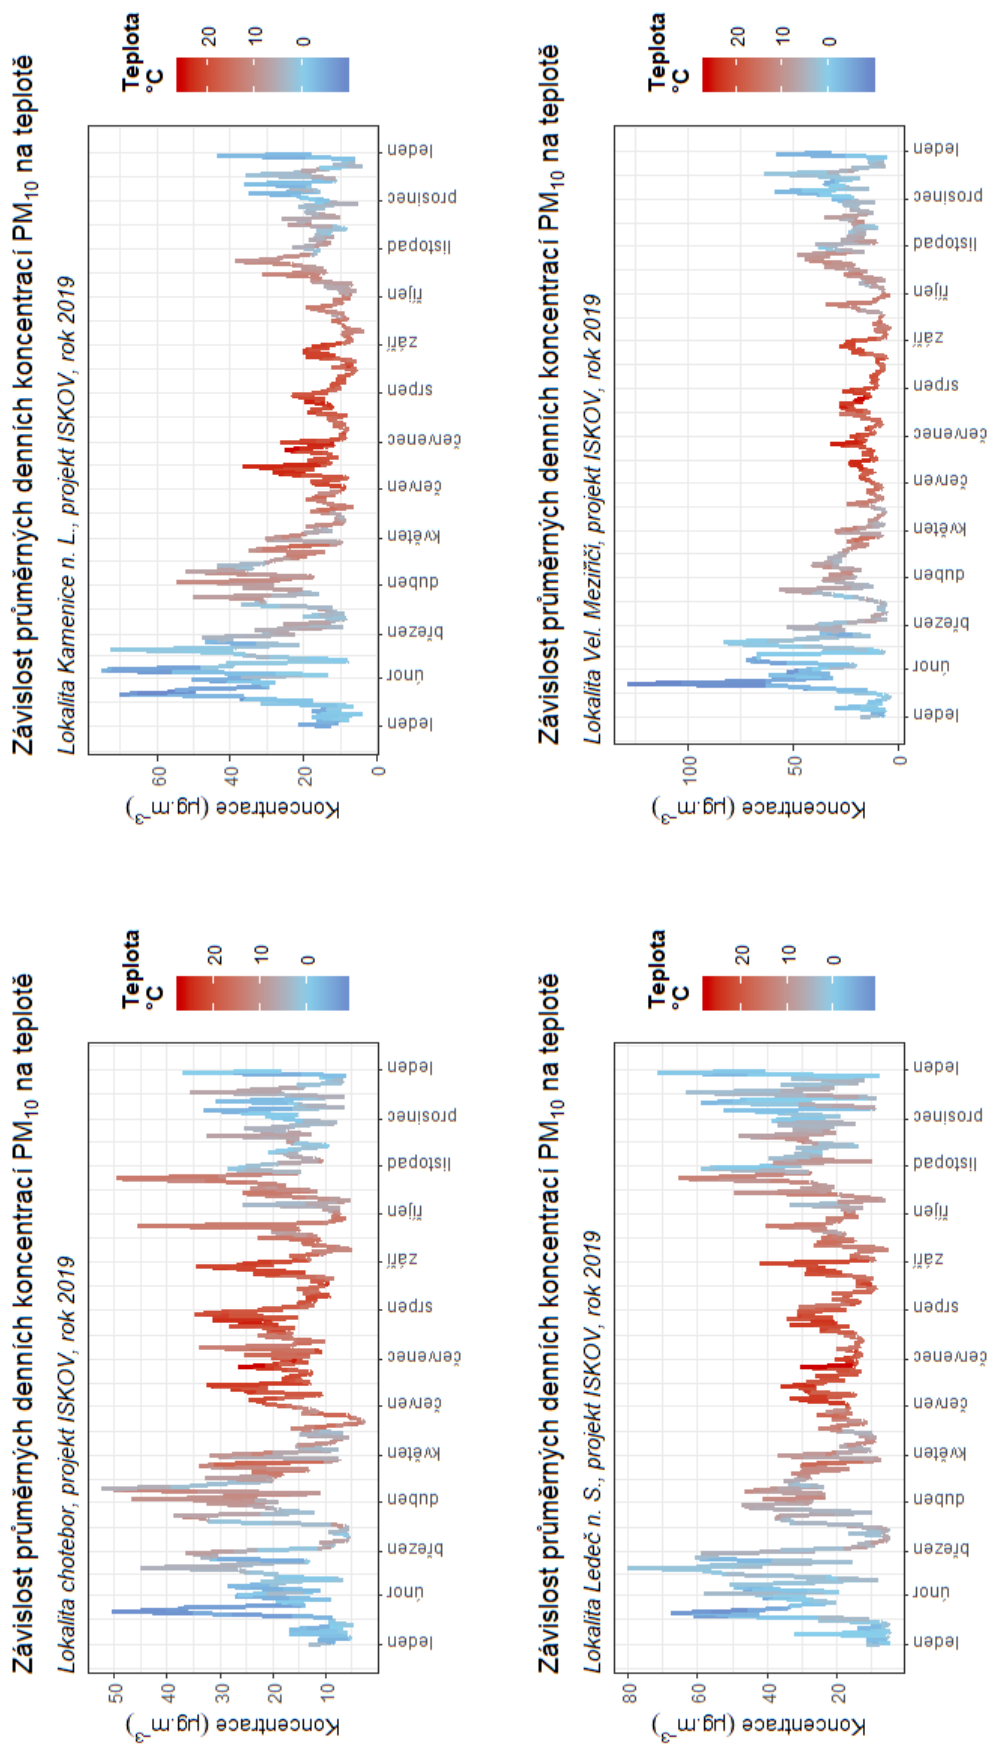 Závislost průměrných denních koncentrací PM₁₀ na teplotě
Lokalita chotebor, projekt ISKOV, rok 2019
Koncentrace (µg.m⁻³)
50
40
30
20
10
leden
únor
březen
duben
květen
červen
červenec
srpen
září
říjen
listopad
prosinec
leden
Teplota
°C
20
10
0
Závislost průměrných denních koncentrací PM₁₀ na teplotě
Lokalita Kamenice n. L., projekt ISKOV, rok 2019
Koncentrace (µg.m⁻³)
60
40
20
0
leden
únor
březen
duben
květen
červen
červenec
srpen
září
říjen
listopad
prosinec
leden
Teplota
°C
20
10
0
Závislost průměrných denních koncentrací PM₁₀ na teplotě
Lokalita Ledeč n. S., projekt ISKOV, rok 2019
Koncentrace (µg.m⁻³)
80
60
40
20
leden
únor
březen
duben
květen
červen
červenec
srpen
září
říjen
listopad
prosinec
leden
Teplota
°C
20
10
0
Závislost průměrných denních koncentrací PM₁₀ na teplotě
Lokalita Vel. Meziříčí, projekt ISKOV, rok 2019
Koncentrace (µg.m⁻³)
100
50
0
leden
únor
březen
duben
květen
červen
červenec
srpen
září
říjen
listopad
prosinec
leden
Teplota
°C
20
10
0